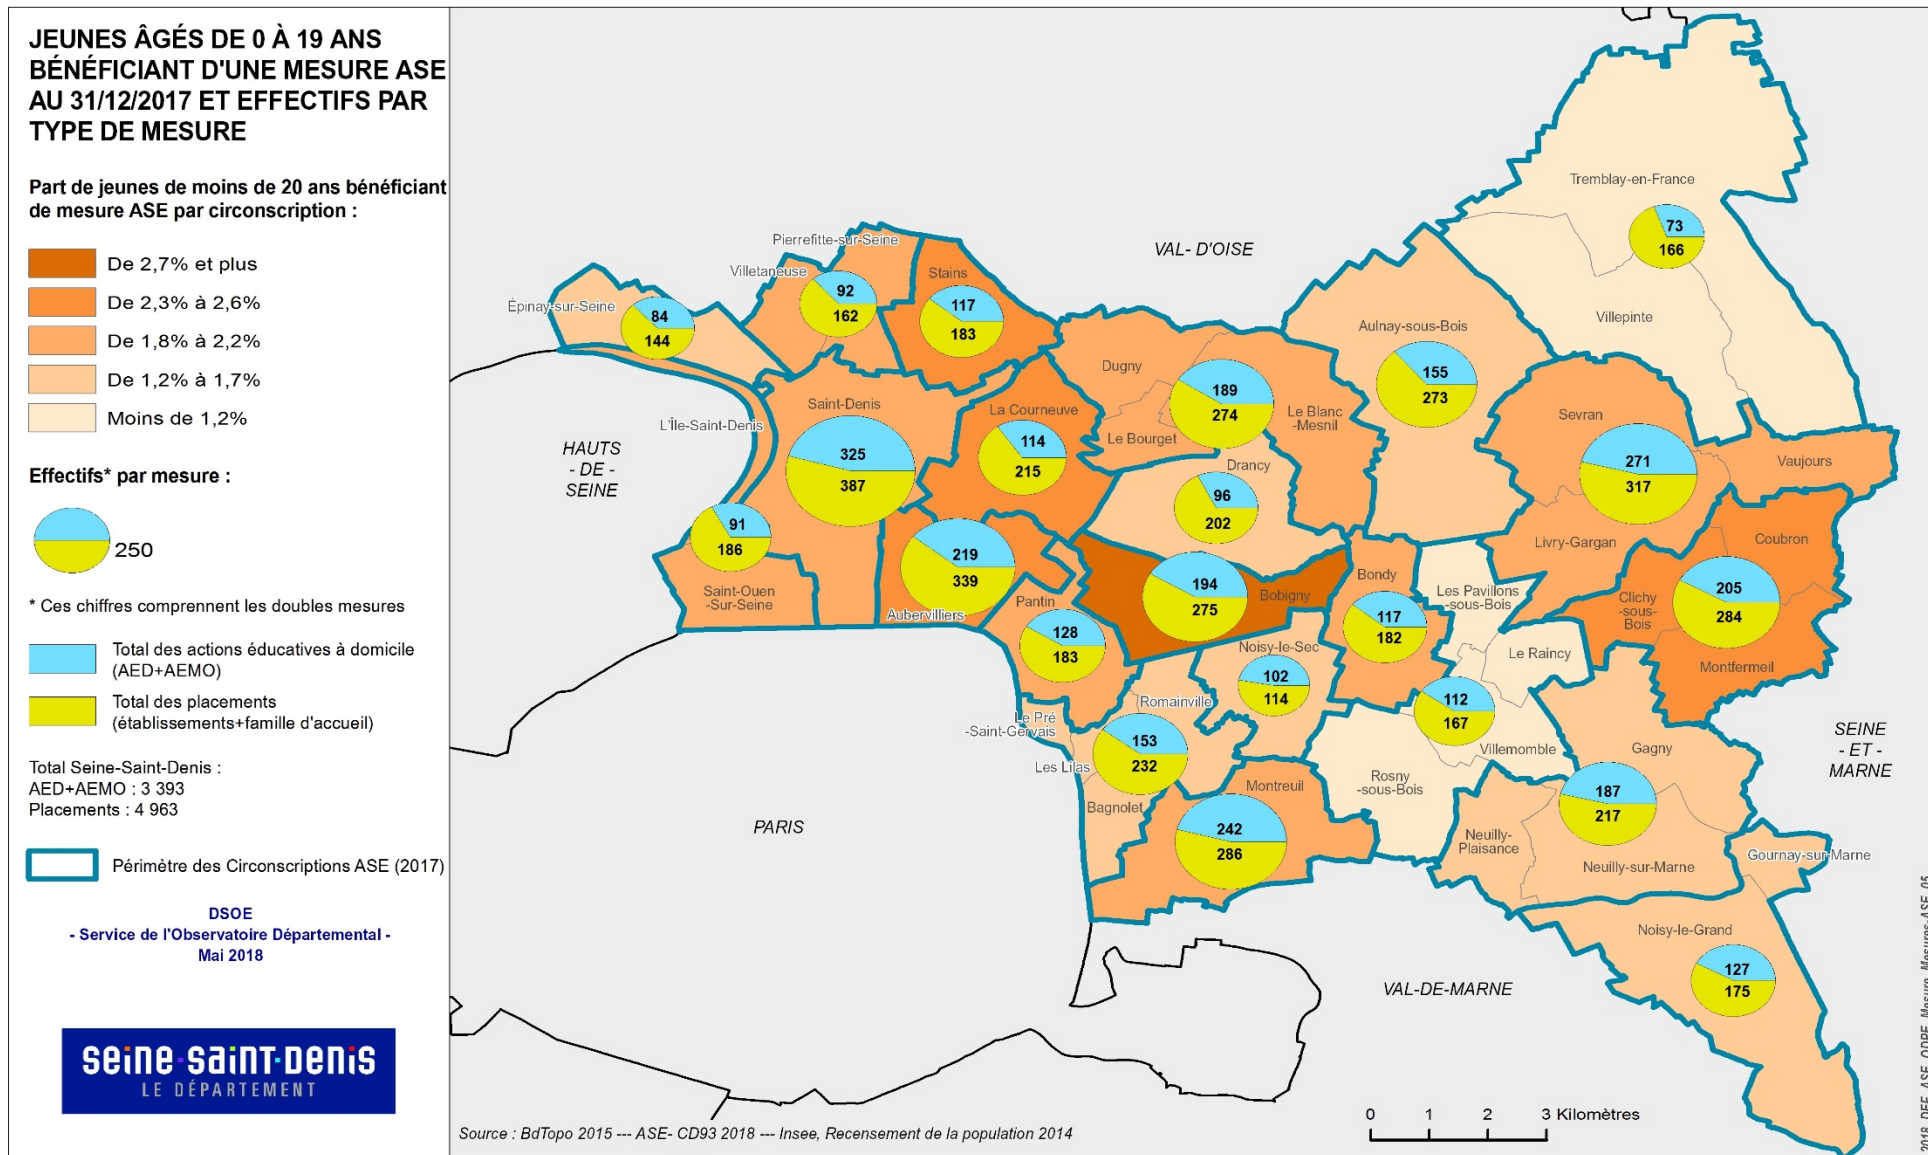 JEUNES ÂGÉS DE 0 À 19 ANS
BÉNÉFICIANT D'UNE MESURE ASE
AU 31/12/2017 ET EFFECTIFS PAR
TYPE DE MESURE
Part de jeunes de moins de 20 ans bénéficiant
de mesure ASE par circonscription :
De 2,7% et plus
De 2,3% à 2,6%
De 1,8% à 2,2%
De 1,2% à 1,7%
Moins de 1,2%
Effectifs* par mesure :
250
* Ces chiffres comprennent les doubles mesures
Total des actions éducatives à domicile
(AED+AEMO)
Total des placements
(établissements+famille d'accueil)
Total Seine-Saint-Denis :
AED+AEMO : 3 393
Placements : 4 963
Périmètre des Circonscriptions ASE (2017)
DSOE
- Service de l'Observatoire Départemental -
Mai 2018
seine-saint-denis
LE DÉPARTEMENT
Tremblay-en-France
73
166
Villepinte
VAL- D'OISE
Pierrefitte-sur-Seine
Villetaneuse
92
162
Stains
117
183
Épinay-sur-Seine
84
144
Aulnay-sous-Bois
155
273
Dugny
189
274
Le Bourget
Le Blanc
-Mesnil
Saint-Denis
325
387
L'Île-Saint-Denis
La Courneuve
114
215
HAUTS
- DE -
SEINE
Drancy
96
202
Sevran
271
317
Vaujours
Livry-Gargan
91
186
Saint-Ouen
-Sur-Seine
219
339
Aubervilliers
194
275
Bobigny
Bondy
117
182
Les Pavillons
-sous-Bois
Coubron
Clichy
-sous-
Bois
205
284
Montfermeil
Pantin
128
183
Noisy-le-Sec
102
114
Le Raincy
112
167
Villemomble
Rosny
-sous-Bois
Romainville
Le Pré
-Saint-Gervais
Les Lilas
153
232
Bagnolet
Montreuil
242
286
Gagny
187
217
Neuilly-
Plaisance
Neuilly-sur-Marne
Gournay-sur-Marne
SEINE
- ET -
MARNE
PARIS
Noisy-le-Grand
127
175
VAL-DE-MARNE
0 1 2 3 Kilomètres
Source : BdTopo 2015 --- ASE- CD93 2018 --- Insee, Recensement de la population 2014
2018_DEF_ASE_ODPE_Mesure_Mesures-ASE_05